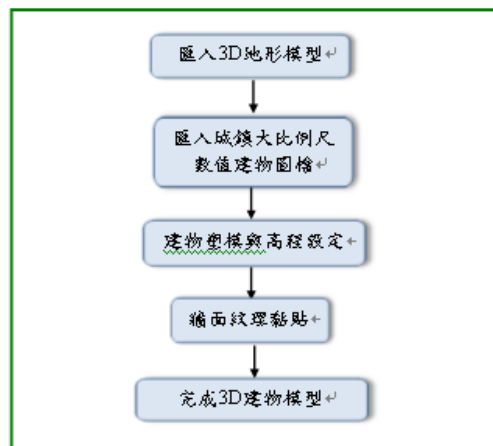 匯入3D地形模型
匯入城鎮大比例尺
數值建物圖檔
建物塑模與高程設定
牆面紋理黏貼
完成3D建物模型